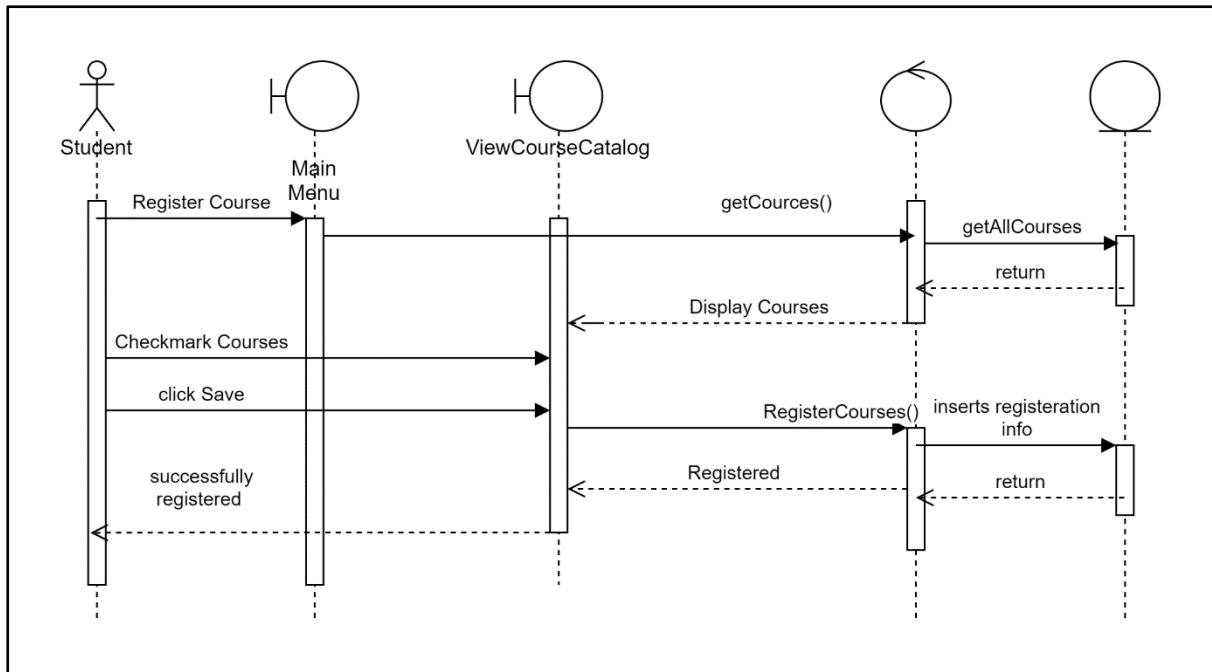 Student
Main
Menu
ViewCourseCatalog
Register Course
getCources()
getAllCourses
return
Display Courses
Checkmark Courses
click Save
RegisterCourses()
inserts registeration
info
Registered
return
successfully
registered